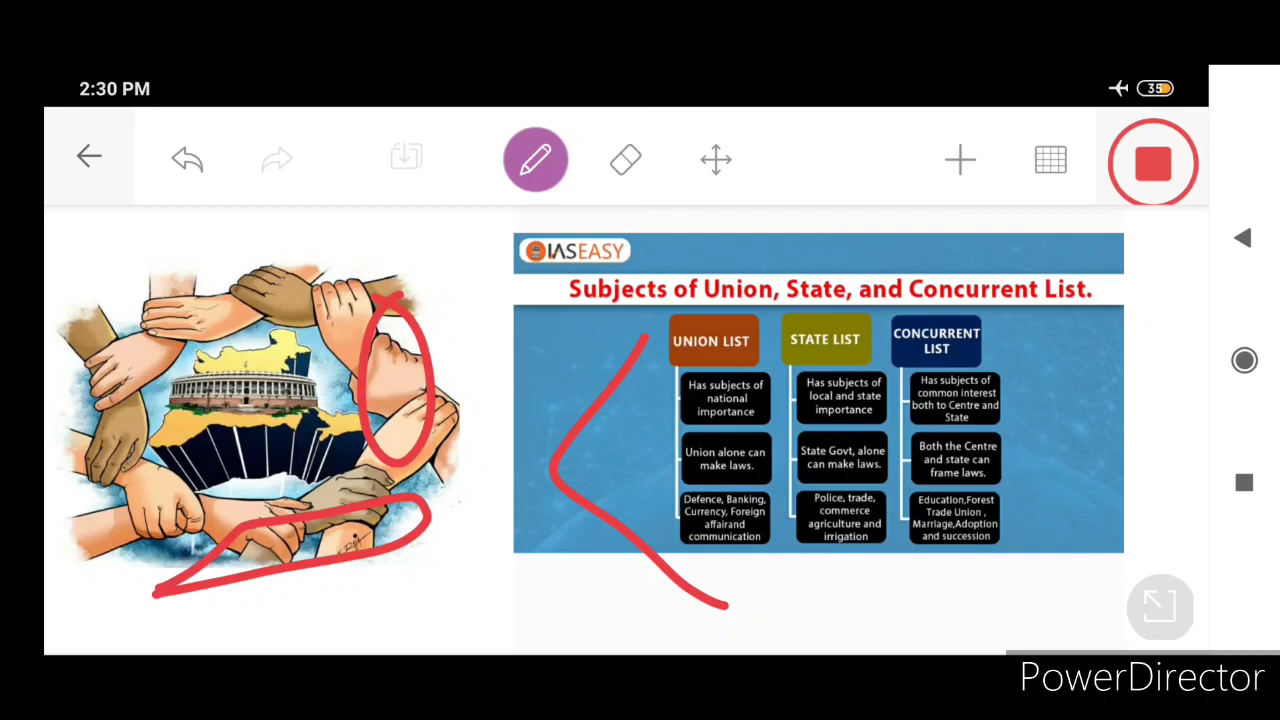 2:30 PM
35
IASEASY
Subjects of Union, State, and Concurrent List.
UNION LIST
Has subjects of
national
importance
Union alone can
make laws.
Defence, Banking,
Currency, Foreign
affairand
communication
STATE LIST
Has subjects of
local and state
importance
State Govt, alone
can make laws.
Police, trade,
commerce
agriculture and
irrigation
CONCURRENT
LIST
Has subjects of
common interest
both to Centre and
State
Both the Centre
and state can
frame laws.
Education,Forest
Trade Union ,
Marriage,Adoption
and succession
PowerDirector